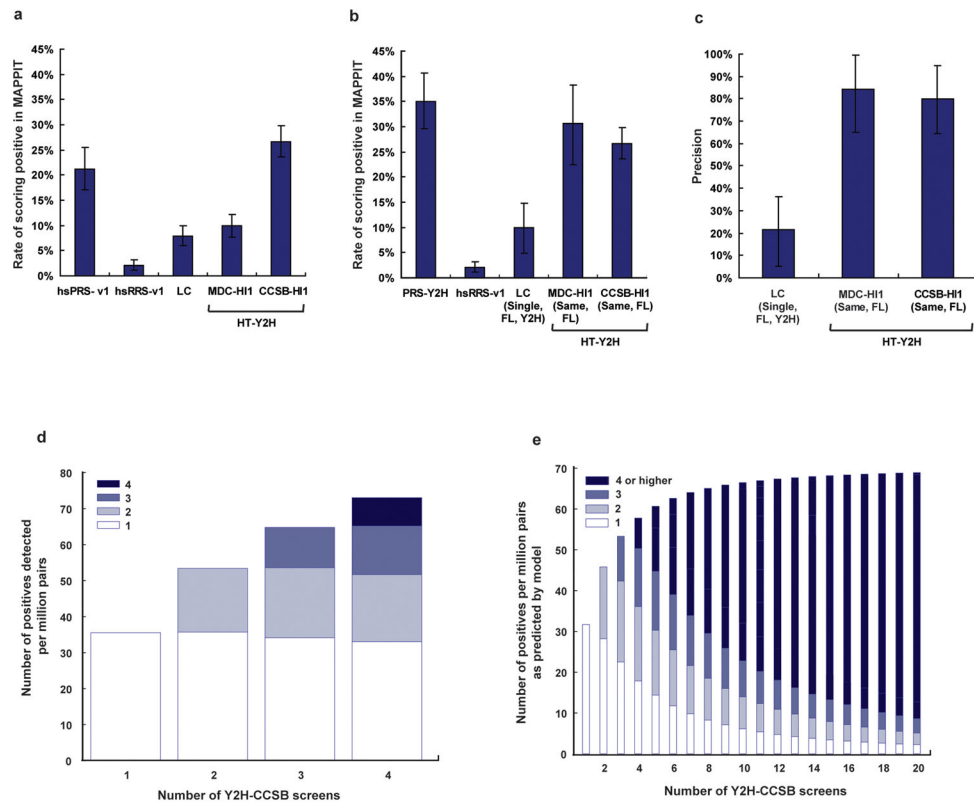 a
Rate of scoring positive in MAPPIT
45%
40%
35%
30%
25%
20%
15%
10%
5%
0%
hsPRS- v1
hsRRS-v1
LC
MDC-HI1
CCSB-HI1
HT-Y2H
b
Rate of scoring positive in MAPPIT
45%
40%
35%
30%
25%
20%
15%
10%
5%
0%
PRS-Y2H
hsRRS-v1
LC
(Single,
FL, Y2H)
MDC-HI1
(Same,
FL)
CCSB-HI1
(Same, FL)
HT-Y2H
c
Precision
100%
90%
80%
70%
60%
50%
40%
30%
20%
10%
0%
LC
(Single,
FL, Y2H)
MDC-HI1
(Same, FL)
CCSB-HI1
(Same, FL)
HT-Y2H
d
Number of positives detected
per million pairs
80
70
60
50
40
30
20
10
0
4
3
2
1
1
2
3
4
Number of Y2H-CCSB screens
e
Number of positives per million pairs
as predicted by model
70
60
50
40
30
20
10
0
4 or higher
3
2
1
2
4
6
8
10
12
14
16
18
20
Number of Y2H-CCSB screens